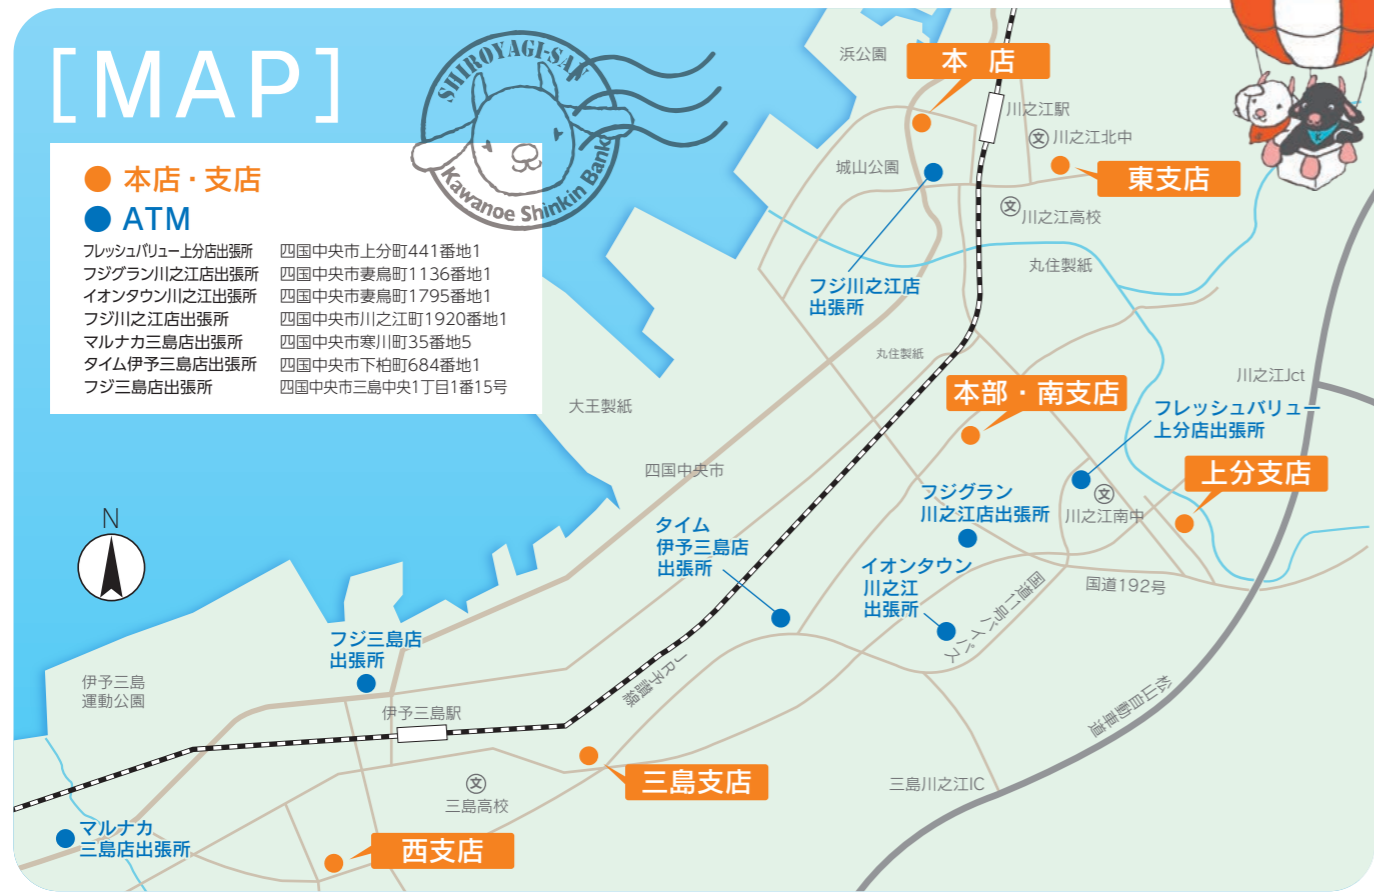 [MAP]
SHIROYAGI-SAN
Kawanoe Shinkin Bank
本店・支店
ATM
フレッシュバリュー上分店出張所 四国中央市上分町441番地1
フジグラン川之江店出張所 四国中央市妻鳥町1136番地1
イオンタウン川之江出張所 四国中央市妻鳥町1795番地1
フジ川之江店出張所 四国中央市川之江町1920番地1
マルナカ三島店出張所 四国中央市寒川町35番地5
タイム伊予三島店出張所 四国中央市下柏町684番地1
フジ三島店出張所 四国中央市三島中央1丁目1番15号
浜公園
本 店
川之江駅
文
川之江北中
城山公園
東支店
文
川之江高校
丸住製紙
フジ川之江店
出張所
丸住製紙
川之江Jct
本部・南支店
大王製紙
フレッシュバリュー
上分店出張所
四国中央市
上分支店
フジグラン
川之江店出張所
文
川之江南中
N
タイム
伊予三島店
出張所
イオンタウン
川之江
出張所
国道192号
国道11号バイパス
フジ三島店
出張所
JR予讃線
伊予三島
運動公園
伊予三島駅
松山自動車道
三島支店
文
三島高校
三島川之江IC
マルナカ
三島店出張所
西支店